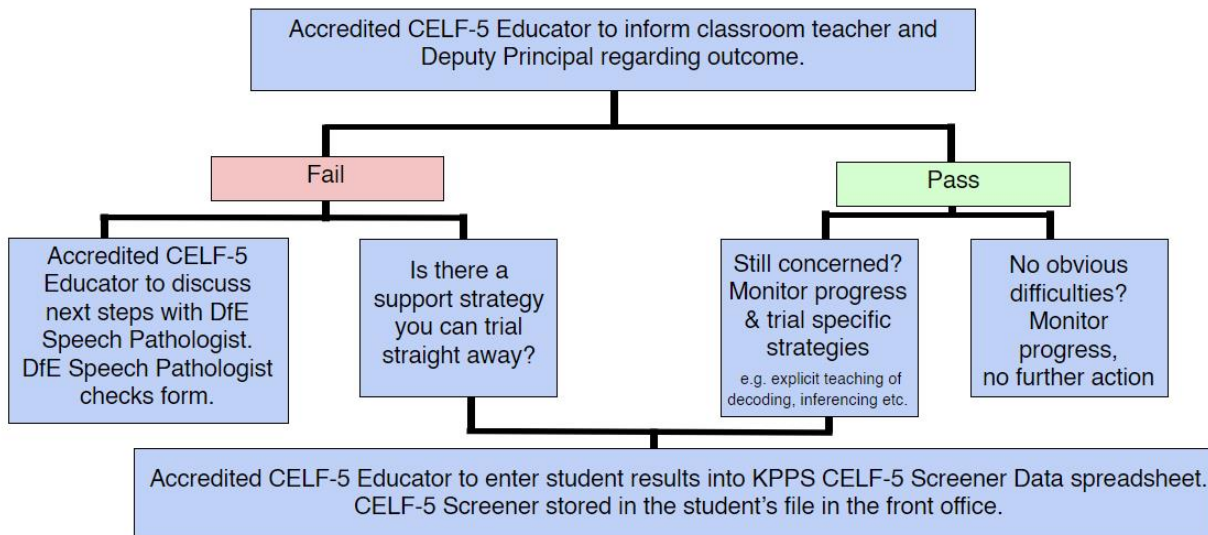 Accredited CELF-5 Educator to inform classroom teacher and
Deputy Principal regarding outcome.
Fail
Pass
Accredited CELF-5
Educator to discuss
next steps with DfE
Speech Pathologist.
DfE Speech Pathologist
checks form.
Is there a
support strategy
you can trial
straight away?
Still concerned?
Monitor progress
& trial specific
strategies
e.g. explicit teaching of
decoding, inferencing etc.
No obvious
difficulties?
Monitor
progress,
no further action
Accredited CELF-5 Educator to enter student results into KPPS CELF-5 Screener Data spreadsheet.
CELF-5 Screener stored in the student’s file in the front office.